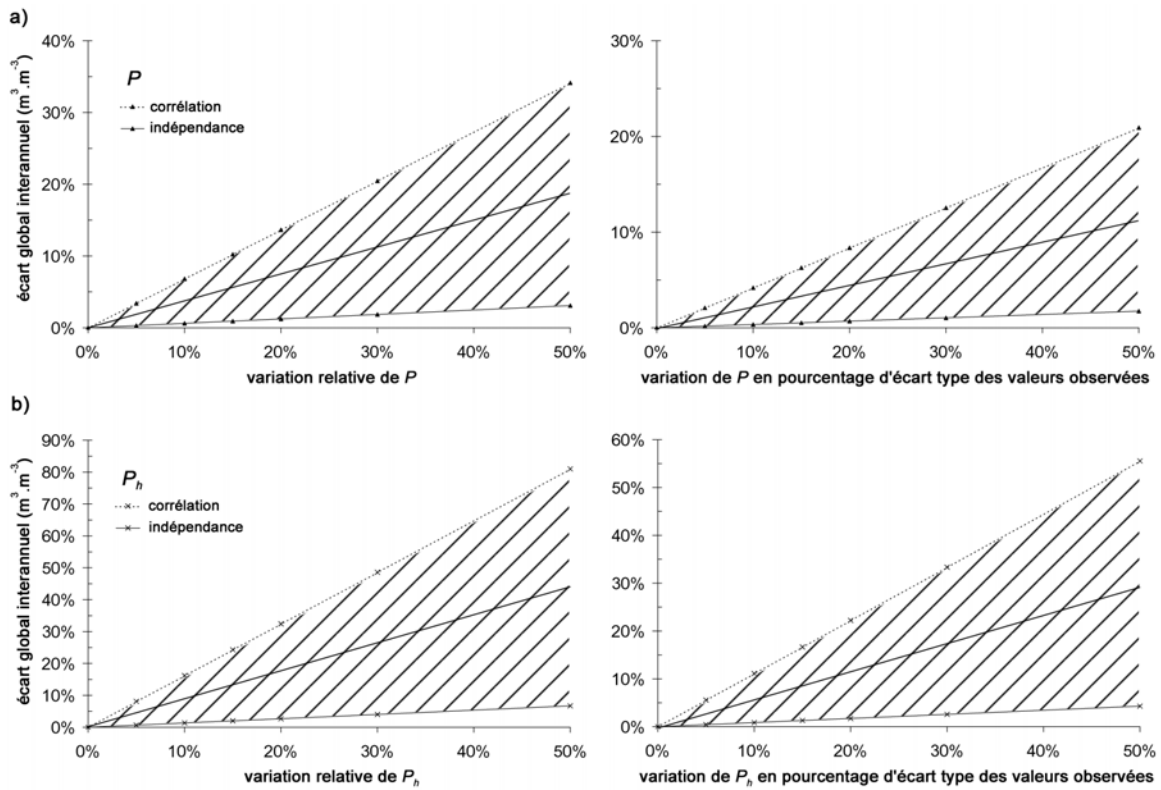 a)
écart global interannuel (m³.m⁻³)
40%
30%
20%
10%
0%
P
corrélation
indépendance
0% 10% 20% 30% 40% 50%
variation relative de P
30%
20%
10%
0%
0% 10% 20% 30% 40% 50%
variation de P en pourcentage d'écart type des valeurs observées
b)
écart global interannuel (m³.m⁻³)
90%
80%
70%
60%
50%
40%
30%
20%
10%
0%
Pₕ
corrélation
indépendance
0% 10% 20% 30% 40% 50%
variation relative de Pₕ
60%
50%
40%
30%
20%
10%
0%
0% 10% 20% 30% 40% 50%
variation de Pₕ en pourcentage d'écart type des valeurs observées